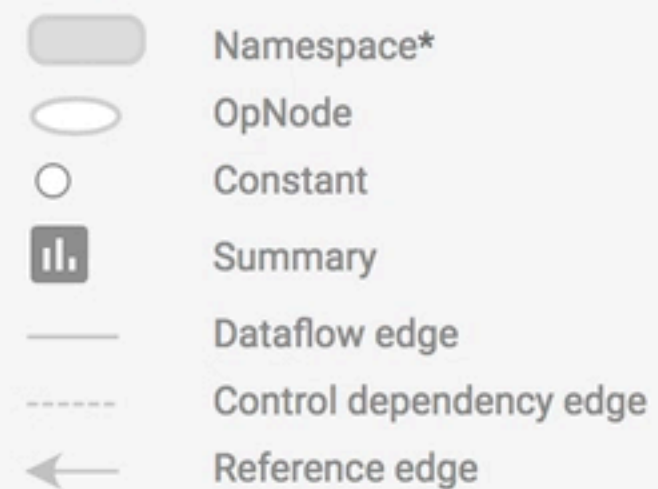 Namespace*
OpNode
Constant
Summary
Dataflow edge
Control dependency edge
Reference edge